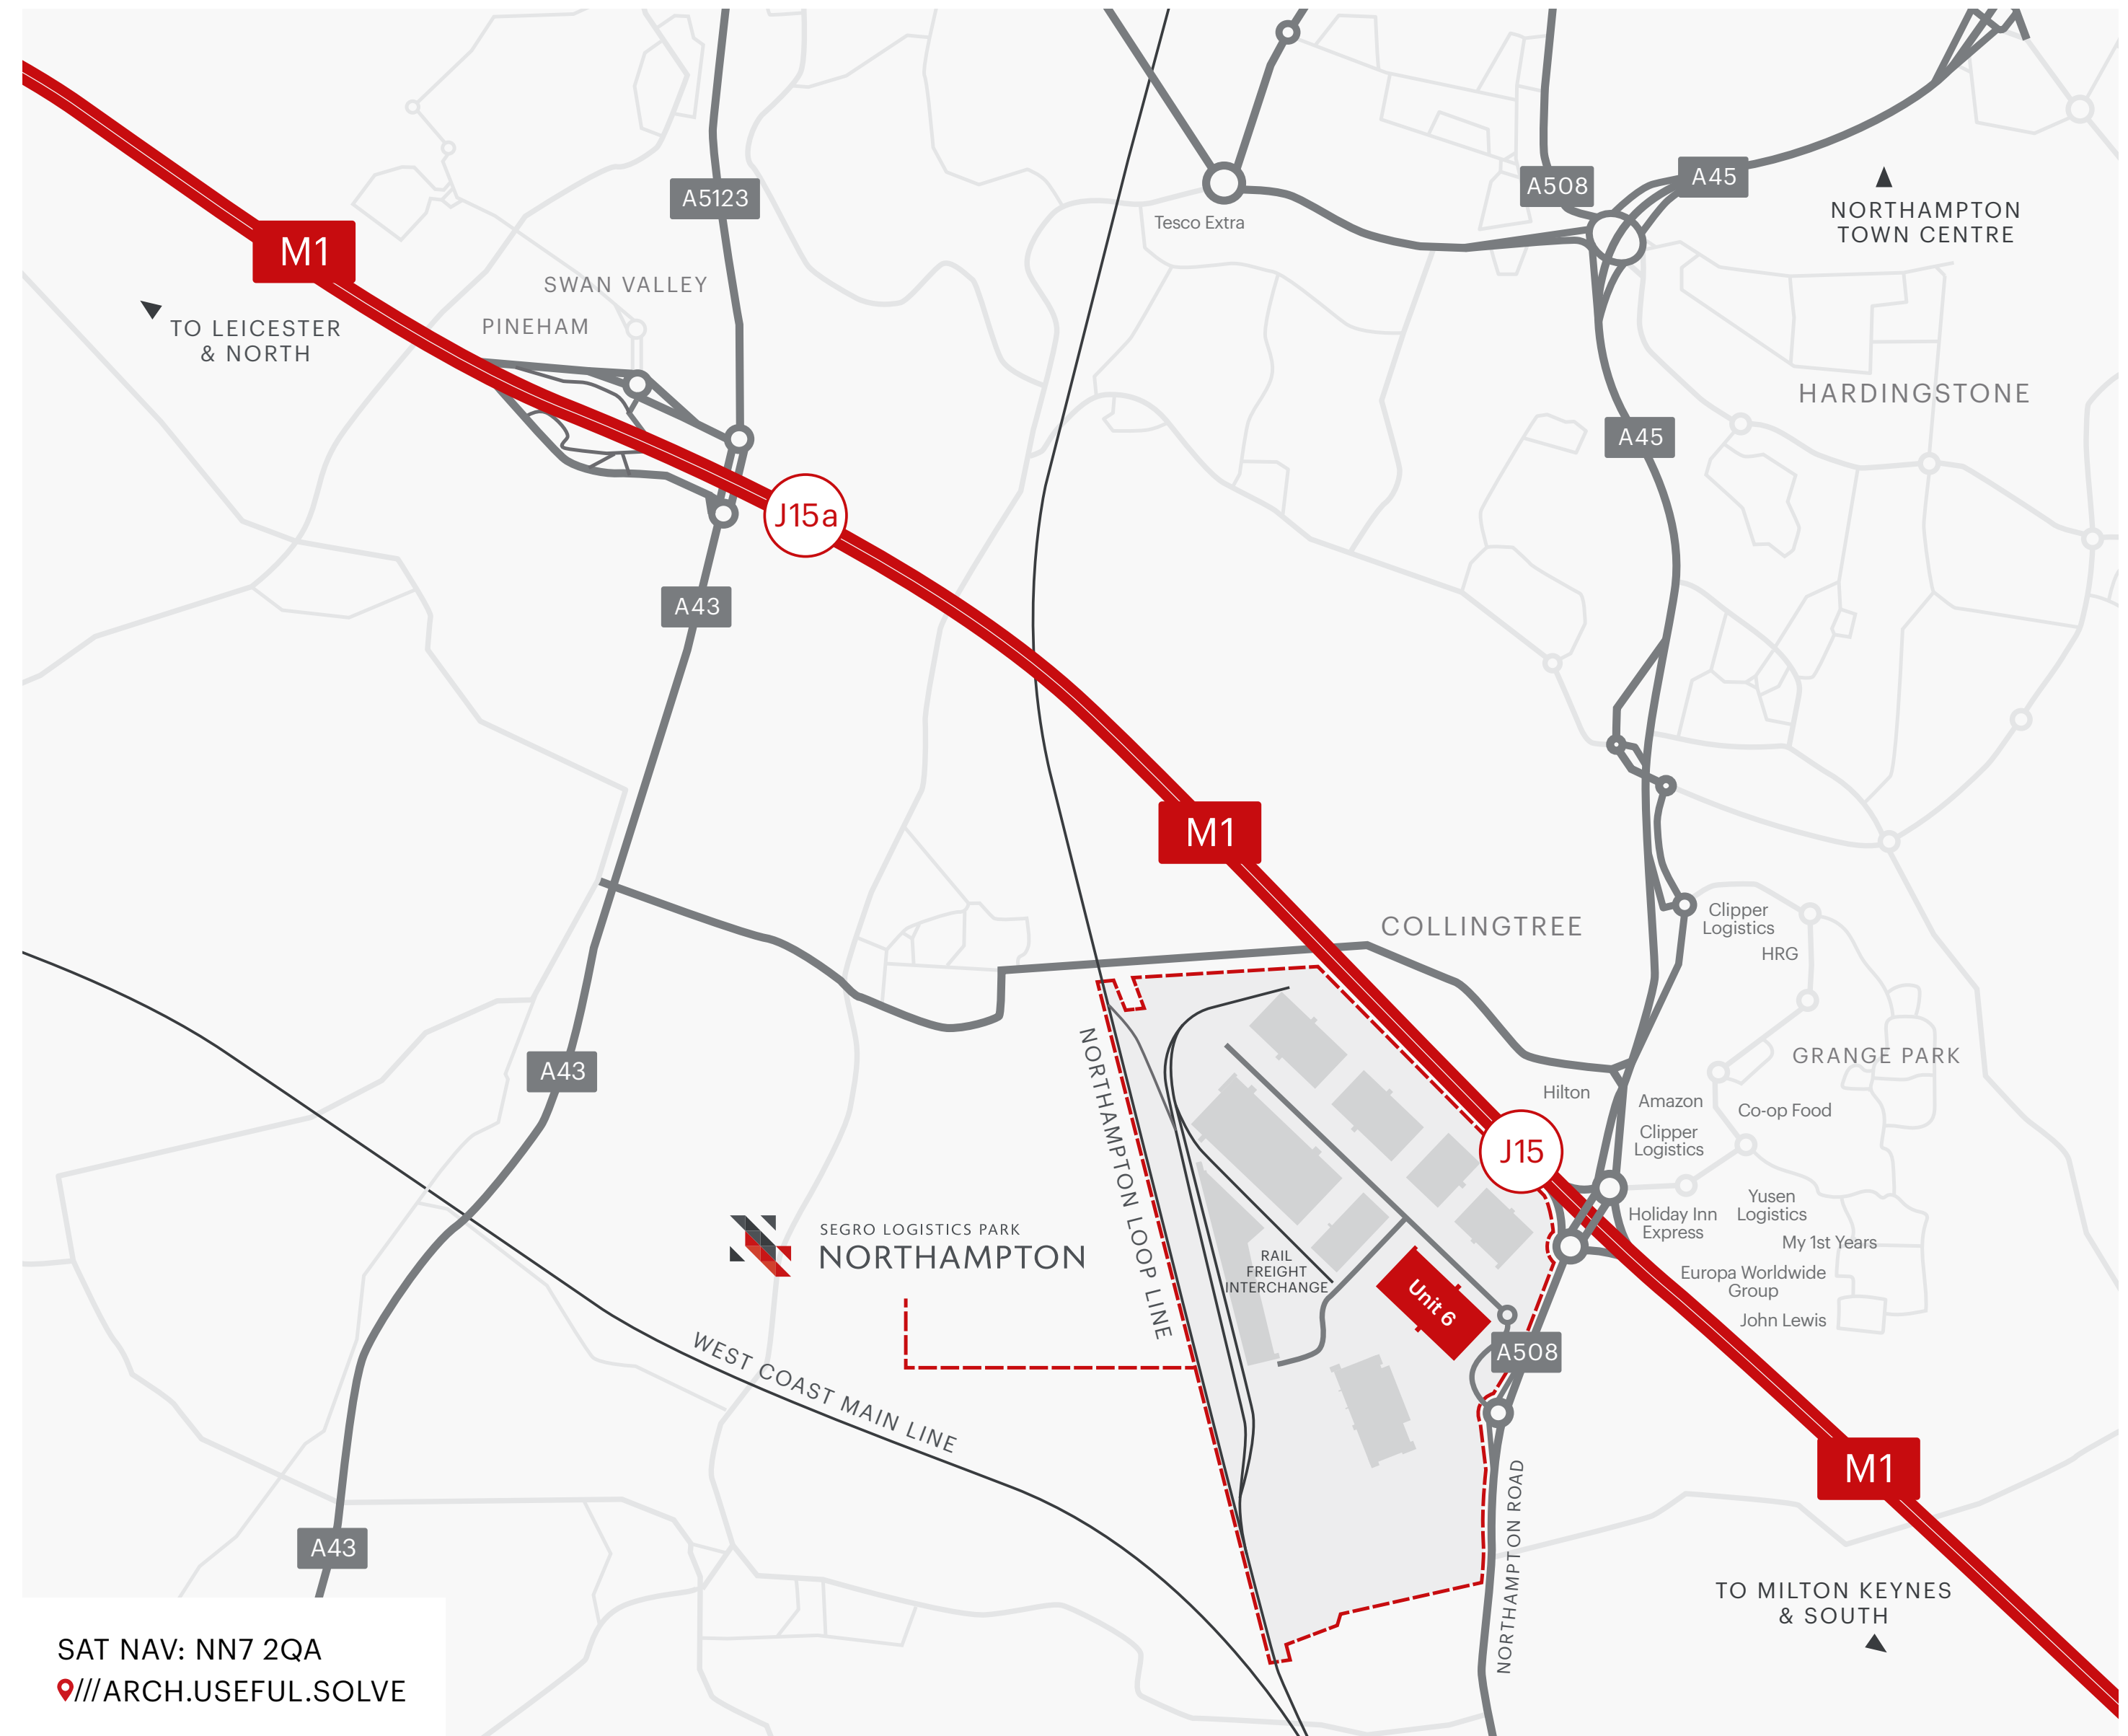 A5123
A508
A45
Tesco Extra
NORTHAMPTON
TOWN CENTRE
M1
SWAN VALLEY
PINEHAM
TO LEICESTER
& NORTH
HARDINGSTONE
A45
J15a
A43
M1
COLLINGTREE
Clipper
Logistics
HRG
GRANGE PARK
A43
Hilton
Amazon
Co-op Food
Clipper
Logistics
J15
NORTHAMPTON LOOP LINE
Yusen
Logistics
Holiday Inn
Express
My 1st Years
SEGRO LOGISTICS PARK
NORTHAMPTON
RAIL
FREIGHT
INTERCHANGE
Europa Worldwide
Group
Unit 6
John Lewis
A508
WEST COAST MAIN LINE
M1
NORTHAMPTON ROAD
A43
TO MILTON KEYNES
& SOUTH
SAT NAV: NN7 2QA
///ARCH.USEFUL.SOLVE